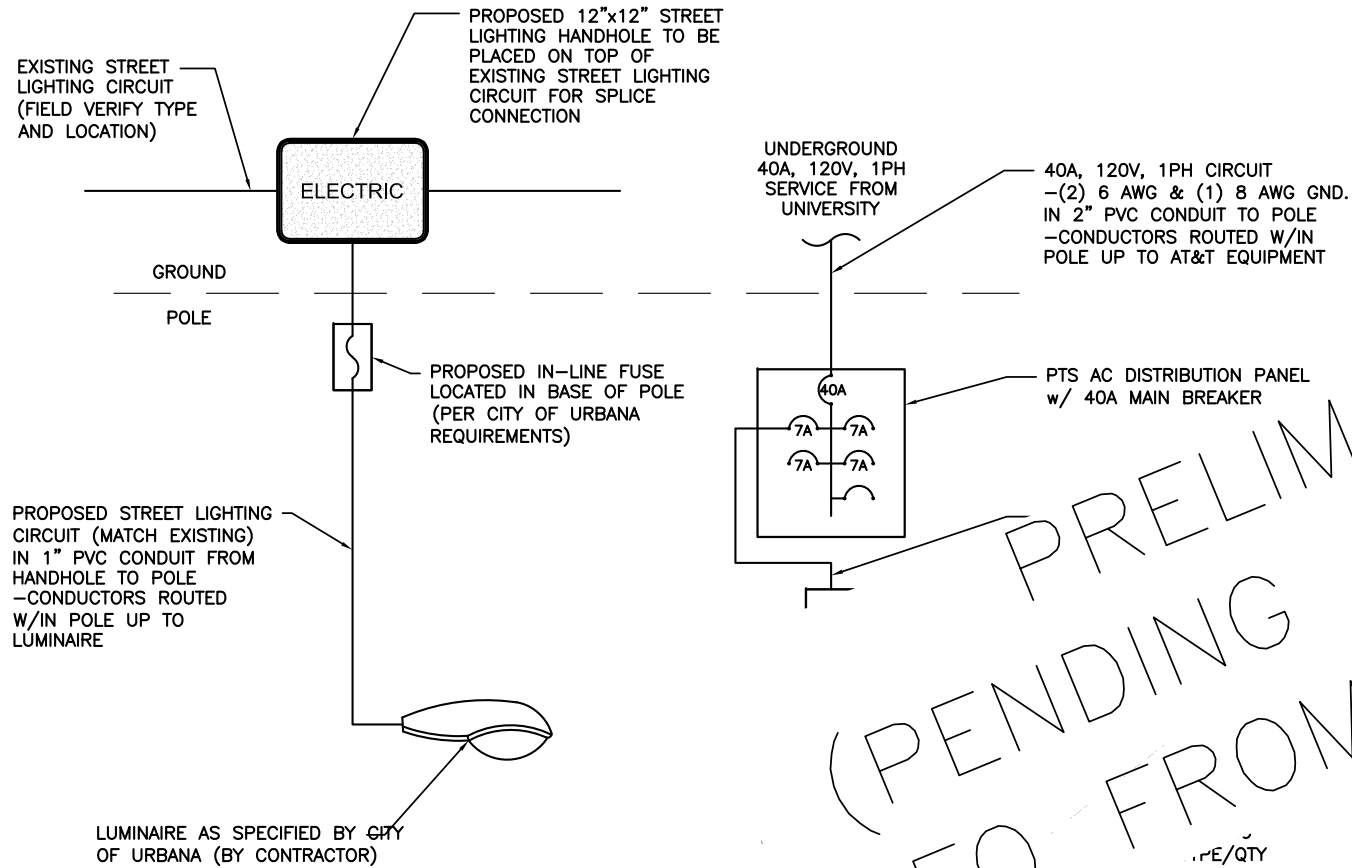 PROPOSED 12”x12” STREET
LIGHTING HANDHOLE TO BE
PLACED ON TOP OF
EXISTING STREET LIGHTING
CIRCUIT FOR SPLICE
CONNECTION
EXISTING STREET
LIGHTING CIRCUIT
(FIELD VERIFY TYPE
AND LOCATION)
ELECTRIC
UNDERGROUND
40A, 120V, 1PH
SERVICE FROM
UNIVERSITY
40A, 120V, 1PH CIRCUIT
–(2) 6 AWG & (1) 8 AWG GND.
IN 2” PVC CONDUIT TO POLE
–CONDUCTORS ROUTED W/IN
POLE UP TO AT&T EQUIPMENT
GROUND
POLE
PROPOSED IN–LINE FUSE
LOCATED IN BASE OF POLE
(PER CITY OF URBANA
REQUIREMENTS)
40A
7A 7A
7A 7A
PTS AC DISTRIBUTION PANEL
w/ 40A MAIN BREAKER
PROPOSED STREET LIGHTING
CIRCUIT (MATCH EXISTING)
IN 1” PVC CONDUIT FROM
HANDHOLE TO POLE
–CONDUCTORS ROUTED
W/IN POLE UP TO
LUMINAIRE
LUMINAIRE AS SPECIFIED BY CITY
OF URBANA (BY CONTRACTOR)
PRELIM
(PENDING
FROM
/QTY